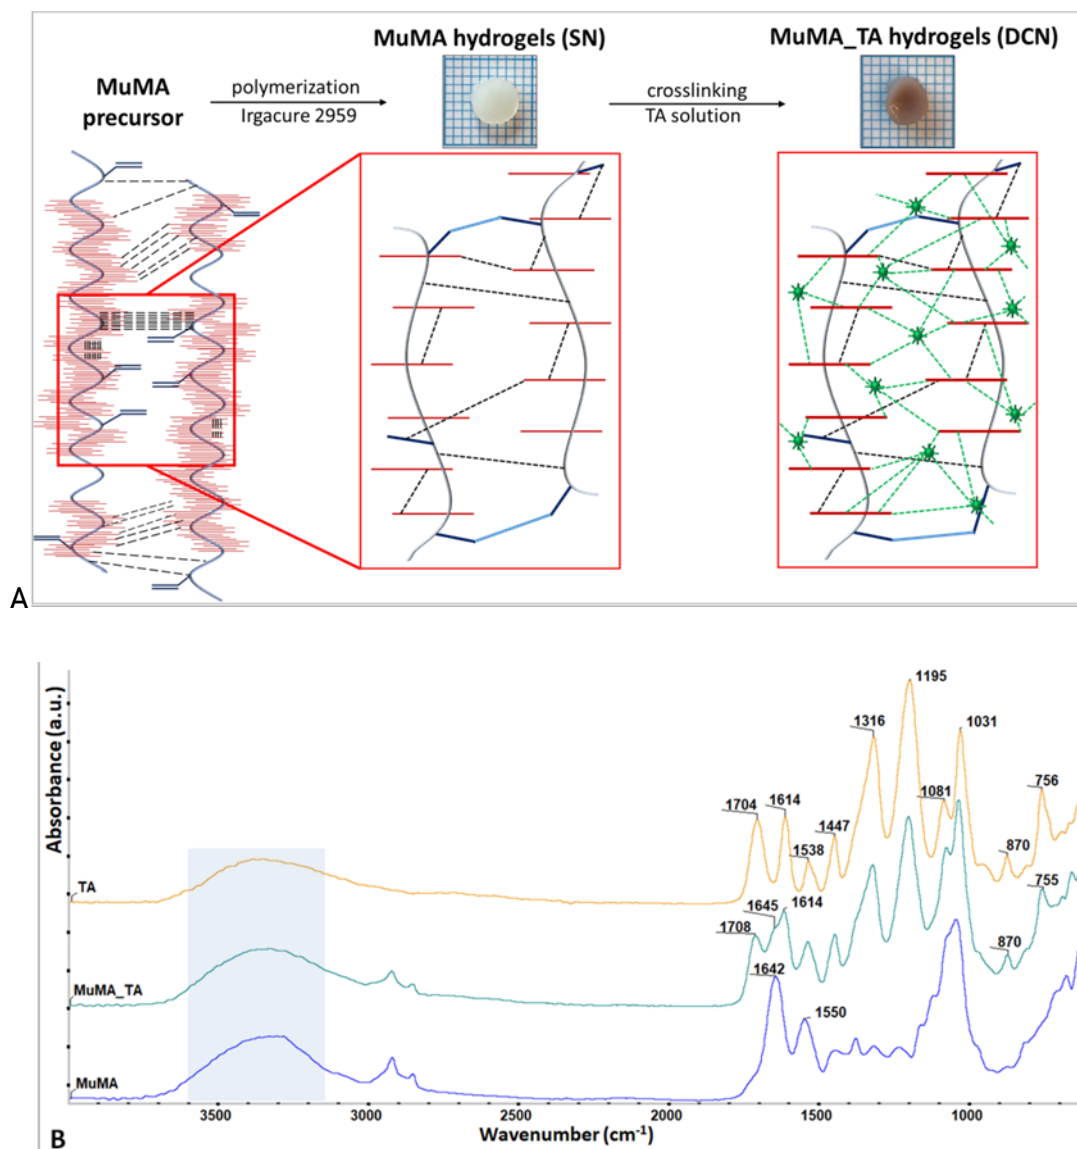 MuMA hydrogels (SN)
MuMA_TA hydrogels (DCN)
MuMA
precursor
polymerization
Irgacure 2959
crosslinking
TA solution
A
Absorbance (a.u.)
1195
1316
1031
1704
1614
1081
756
1538
1447
870
TA
1645
1614
1708
755
870
1642
MuMA_TA
1550
MuMA
3500
3000
2500
2000
1500
1000
Wavenumber (cm⁻¹)
B